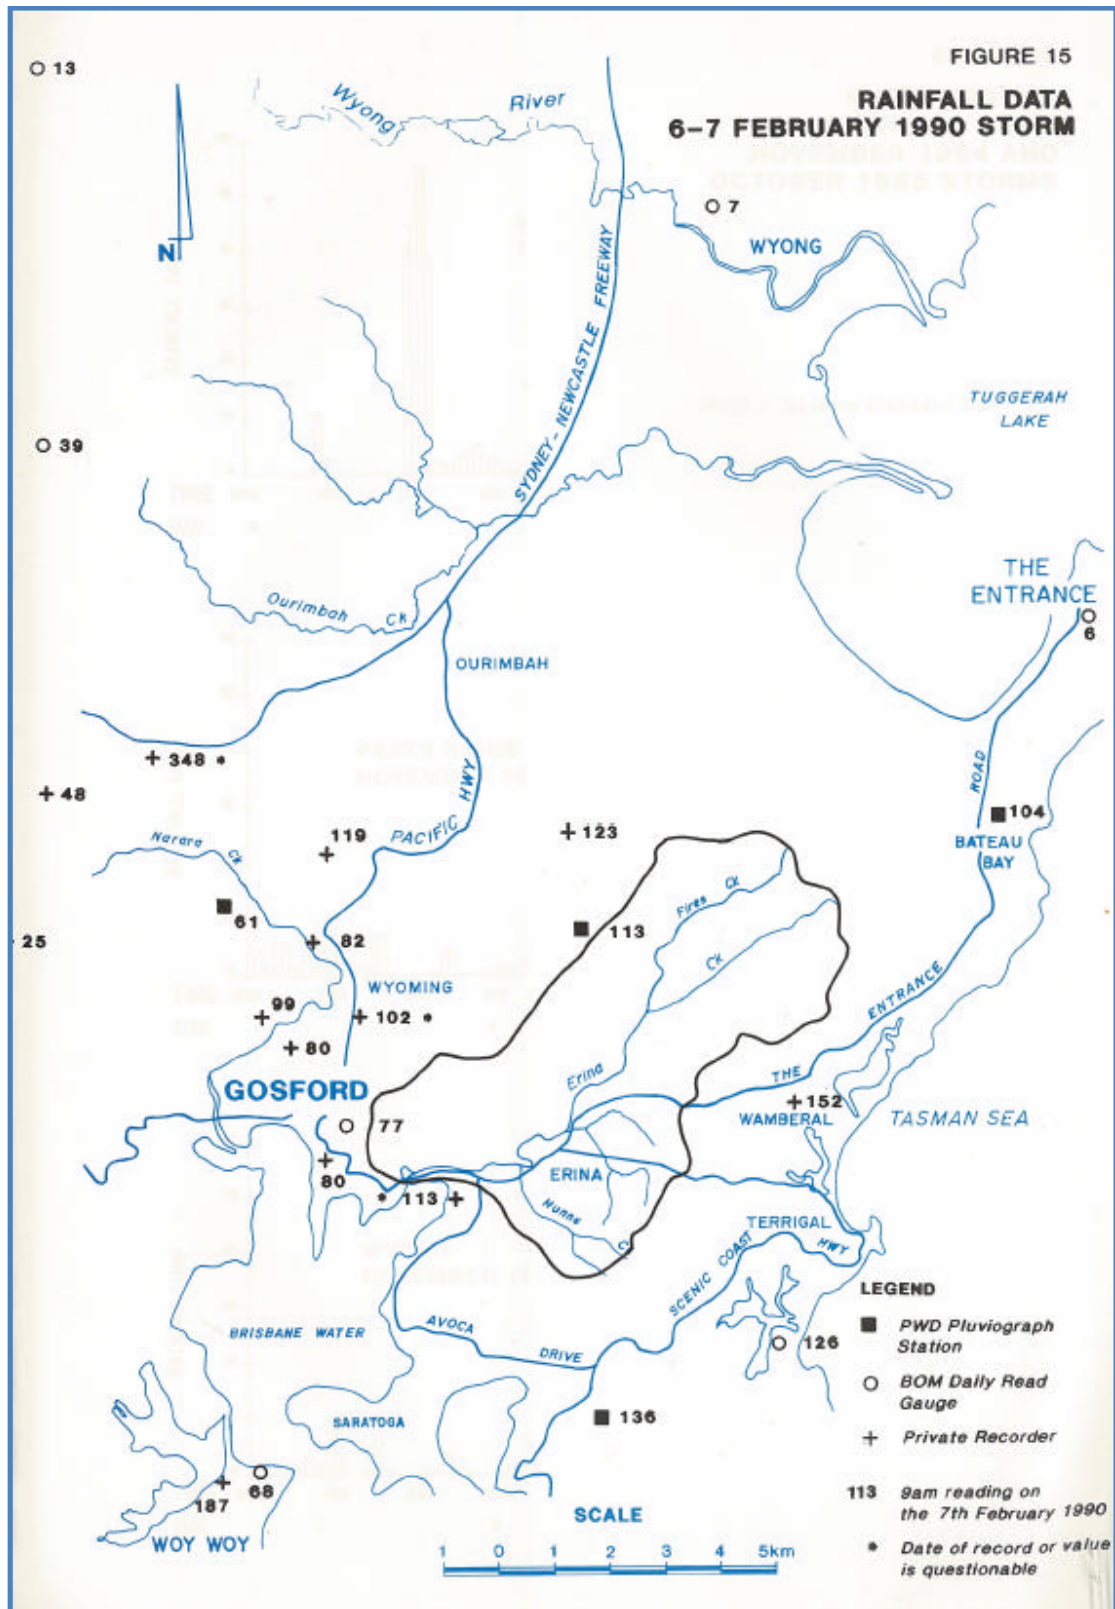 FIGURE 15
RAINFALL DATA
6-7 FEBRUARY 1990 STORM
13
Wyong River
7
WYONG
N
SYDNEY-NEWCASTLE FREEWAY
TUGGERAH
LAKE
39
THE
ENTRANCE
6
Ourimbah Ck
OURIMBAH
348 *
48
PACIFIC HWY
ROAD
104
BATEAU
BAY
119
123
Narara Ck
Fires Ck
61
113
82
25
Ck
WYOMING
ENTRANCE
99
102 *
80
Erina
THE
GOSFORD
152
WAMBERAL
TASMAN SEA
77
80
ERINA
* 113
Nunns Ck
TERRIGAL
HWY
SCENIC COAST
LEGEND
PWD Pluviograph
Station
BRISBANE WATER
AVOCA
DRIVE
126
BOM Daily Read
Gauge
SARATOGA
136
Private Recorder
187
68
WOY WOY
SCALE
1 0 1 2 3 4 5km
113 9am reading on
the 7th February 1990
* Date of record or value
is questionable